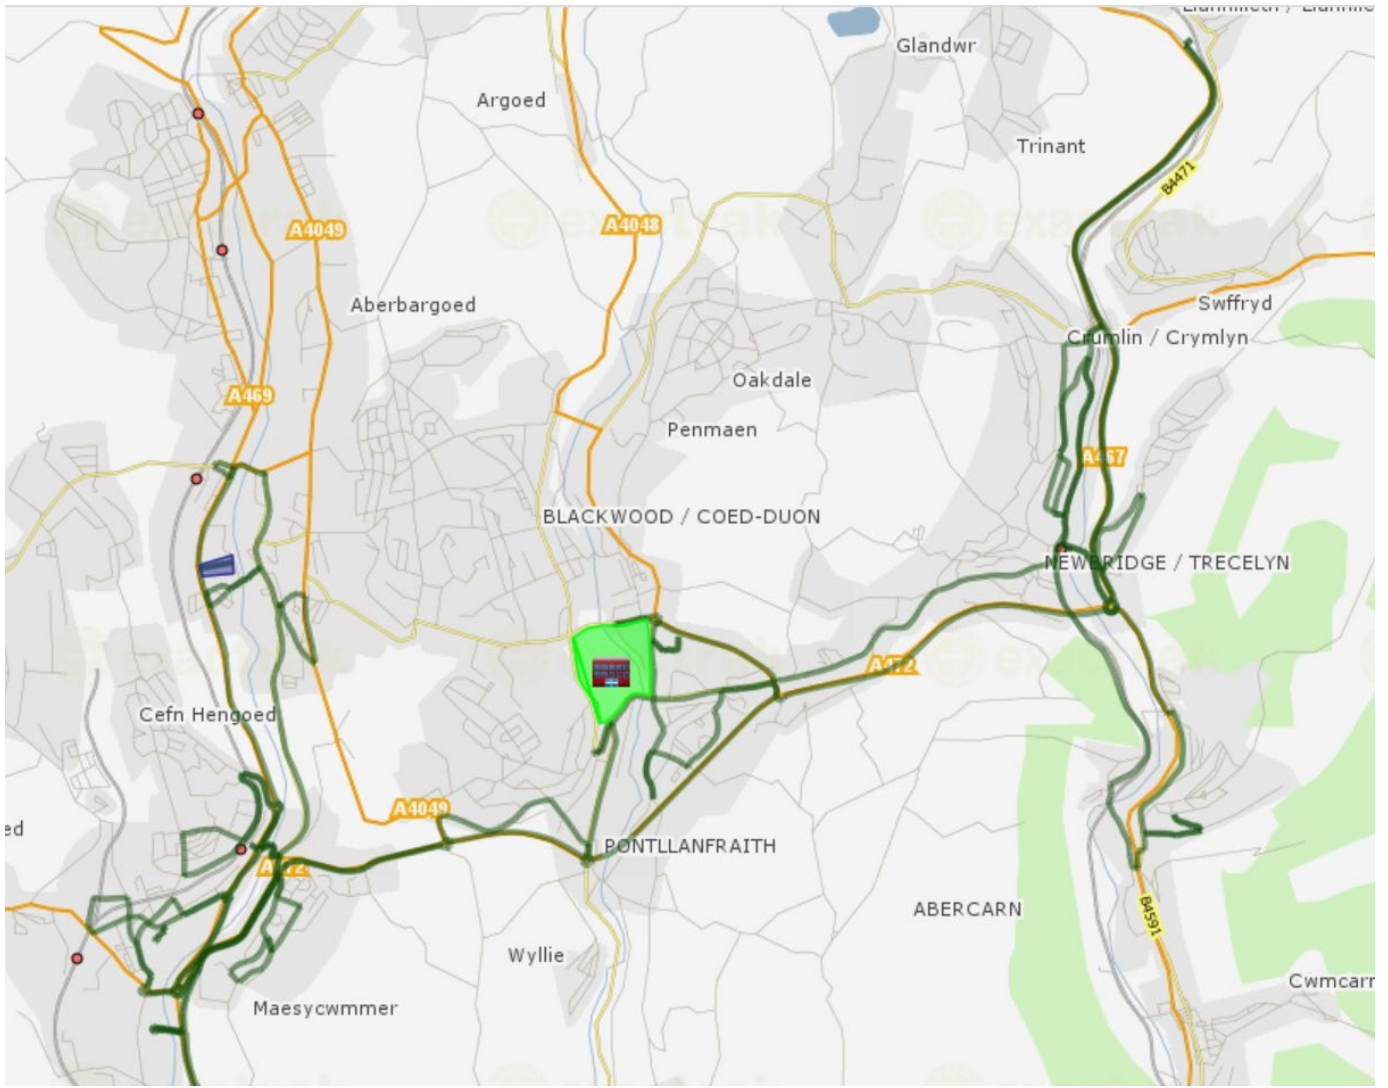 Glandwr
Argoed
Trinant
B4471
A4049
A4048
Aberbargoed
Swffryd
Crumlin / Crymlyn
Oakdale
A469
Penmaen
A467
BLACKWOOD / COED-DUON
NEWBRIDGE / TRECELYN
A472
Cefn Hengoed
A4049
ed
PONTLLANFRAITH
A472
ABERCARN
B4591
Wyllie
Cwmcarn
Maesycwmmer